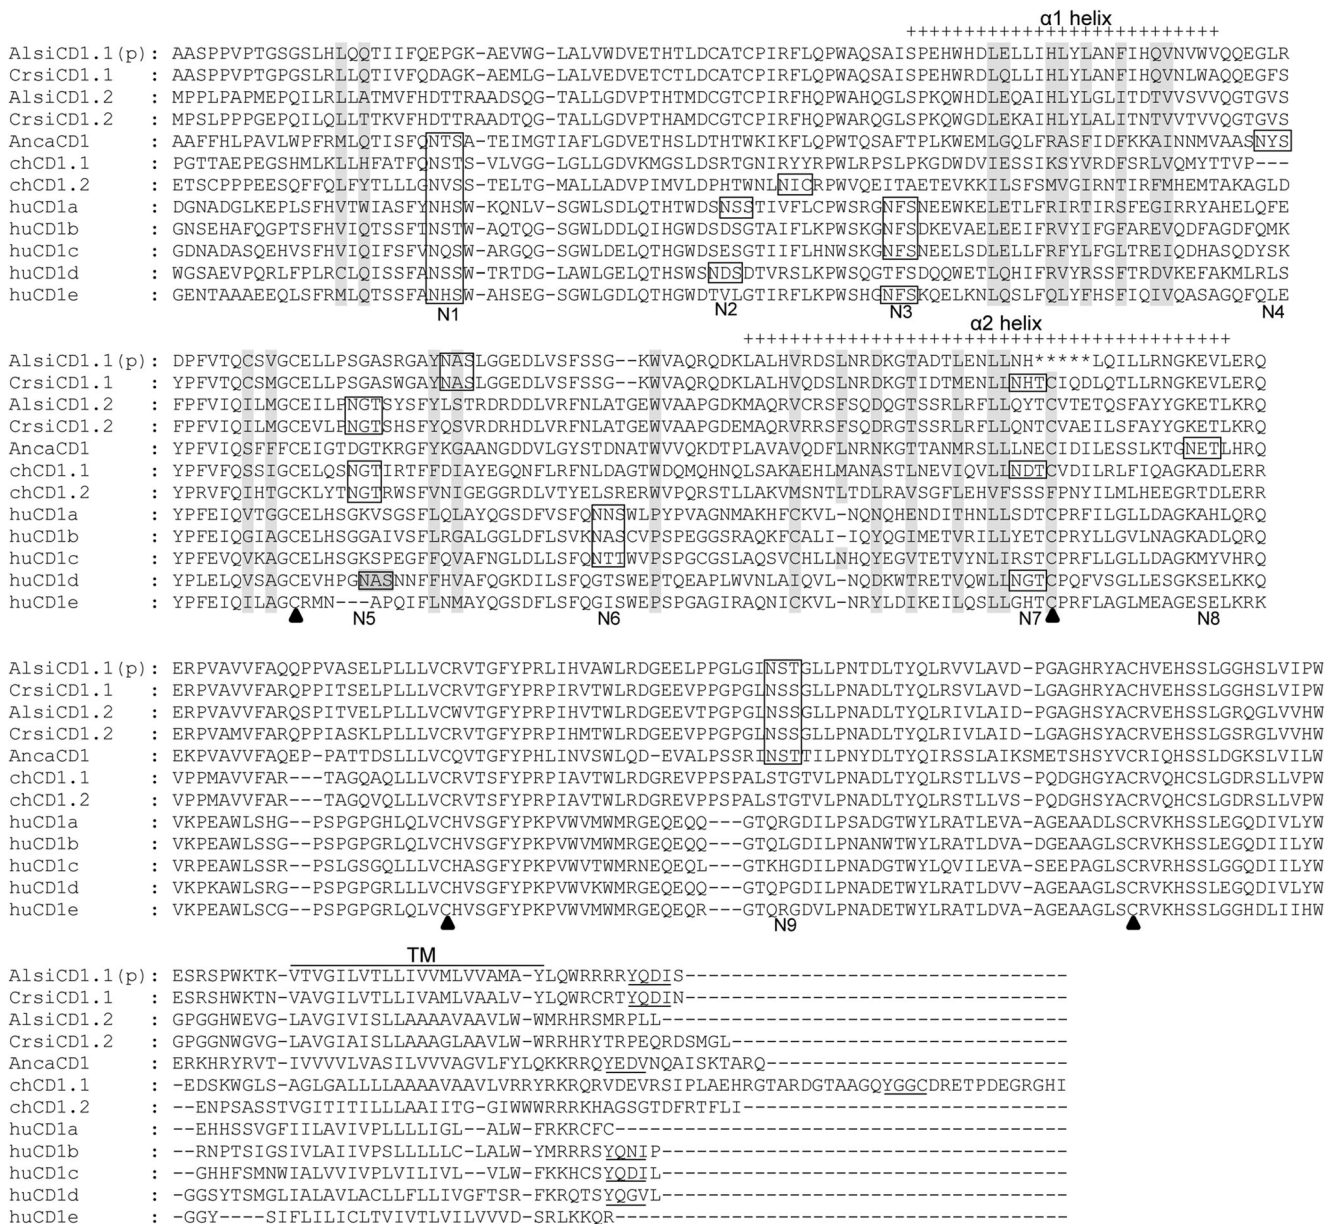 α1 helix
+++++++++++++++++++++++++++
AlsiCD1.1(p) : AASPPVPTGSGSLHLQQTIIFQEPGK-AEVWG-LALVWDVETHTLDCATCPIRFLQPWAQSAISPEHWHDLELLIHLYLANFIHQVNVWVQQEGLR
CrsiCD1.1 : AASPPVPTGPGSLRLLQTIVFQDAGK-AEMLG-LALVEDVETCTLDCATCPIRFLQPWAQSAISPEHWRDLQLLIHLYLANFIHQVNLWAQQEGFS
AlsiCD1.2 : MPPLPAPMEPQILRLLATMVFHDTTRAADSQG-TALLGDVPTHTMDCGTCPIRFHQPWAHQGLSPKQWHDLEQAIHLYLGLITDTVVSVVQGTGVS
CrsiCD1.2 : MPSLPPPGEPQILQLLTTKVFHDTTRAADSQG-TALLGDVPTHAMDCGTCPIRFHQPWARQGLSPKQWGDLEKAIHLYLALITNTVVTVVQGTGVS
AncaCD1 : AAFFHLPAVLWPFRMLQTISFQNTSA-TEIMGTIAFLGDVETHSLDTHTWKIKFLQPWTQSAFTPLKWEMLGQLFRASFIDFKKAINNMVAASNYS
chCD1.1 : PGTTAEPEGSHMLKLLHFATFQNSTS-VLVGG-LGLLGDVKMGSLDSRTGNIRYYRPWLRPSLPKGDWDVIESSIKSYVRDFSRLVQMYTTVP---
chCD1.2 : ETSCPPPEESQFFQLFYTLLLGNVSS-TELTG-MALLADVPIMVLDPHTWNLNICRPWVQEITAETEVKKILSFSMVGIRNTIRFMHEMTAKAGLD
huCD1a : DGNADGLKEPLSFHVTWIASFYNHSW-KQNLV-SGWLSDLQTHTWDSNSSTIVFLCPWSRGNFSNEEWKELETLFRIRTIRSFEGIRRYAHELQFE
huCD1b : GNSEHAFQGPTSFHVIQTSSFTNSTW-AQTQG-SGWLDDLQIHGWDSDSGTAIFLKPWSKGNFSDKEVAELEEIFRVYIFGFAREVQDFAGDFQMK
huCD1c : GDNADASQEHVSFHVIQIFSFVNQSW-ARGQG-SGWLDELQTHGWDSESGTIIFLHNWSKGNFSNEELSDLELLFRFYLFGLTREIQDHASQDYSK
huCD1d : WGSAEVPQRLFPLRCLQISSFANSSW-TRTDG-LAWLGELQTHSWSNDSDTVRSLKPWSQGTFSDQQWETLQHIFRVYRSSFTRDVKEFAKMLRLS
huCD1e : GENTAAAEEQLSFRMLQTSSFANHSW-AHSEG-SGWLGDLQTHGWDTVLGTIRFLKPWSHGNFSKQELKNLQSLFQLYFHSFIQIVQASAGQFQLE
N1 N2 N3 N4
α2 helix
++++++++++++++++++++++++++++++++++++++++++
AlsiCD1.1(p) : DPFVTQCSVGCELLPSGASRGAYNASLGGEDLVSFSSG--KWVAQRQDKLALHVRDSLNRDKGTADTLENLLNH*****LQILLRNGKEVLERQ
CrsiCD1.1 : YPFVTQCSMGCELLPSGASWGAYNASLGGEDLVSFSSG--KWVAQRQDKLALHVQDSLNRDKGTIDTMENLLNHTCIQDLQTLLRNGKEVLERQ
AlsiCD1.2 : FPFVIQILMGCEILPNGTSYSFYLSTRDRDDLVRFNLATGEWVAAPGDKMAQRVCRSFSQDQGTSSRLRFLLQYTCVTETQSFAYYGKETLKRQ
CrsiCD1.2 : FPFVIQILMGCEVLPNGTSHSFYQSVRDRHDLVRFNLATGEWVAAPGDEMAQRVRRSFSQDRGTSSRLRFLLQNTCVAENQSFAYYGKETLKRQ
AncaCD1 : YPFVIQSFTFCEIGTDGTKRGFYKGAANGDDVLGYSTDNATWVVQKDTPLAVAYQDFLNRNKGTTANMRSLLLNECIDILESSLKTGNETLHRQ
chCD1.1 : YPFVFQSSIGCELQSNGTIRTFFDIAYEGQNFLRFNLDAGTWDQMQHNQLSAKAEHLMANASTLNEVIQVLLNDTCVDILRLFIQAGKADLERR
chCD1.2 : YPRVFQIHTGCKLYTNGTRWSFVNIGEGGRDLVTYELSRERWVPQRSTLLAKVMSNTLTDLRAVSGFLEHVFSSSFPNYILMLHEEGRTDLERR
huCD1a : YPFEIQVTGGCELHSGKVSGSFLQLAYQGSDFVSFQNNSWLPYPVAGNMAKHFCKVL-NQNQHENDITHNLLSDTCPRFILGLLDAGKAHLQRQ
huCD1b : YPFEIQGIAGCELHSGGAIVSFLRGALGGLDFLSVKNASCVPSPEGGSRAQKFCALI-IQYQGIMETVRILLYETCPRYLLGVLNAGKADLQRQ
huCD1c : YPFEVQVKAGCELHSGKSPEGFFQVAFNGLDLLSFQNTTWVPSPGCGSLAQSVCHLLNHQYEGVTETVYNLIRSTCPRFLLGLLDAGKMYVHRQ
huCD1d : YPLELQVSAGCEVHPGNASNNFFHVAFQGKDILSFQGTSWEPTQEAPLWVNLAIQVL-NQDKWTRETVQWLLNGTCPQFVSGLLESGKSELKKQ
huCD1e : YPFEIQILAGCRMN---APQIFLNMAYQGSDFLSFQGISWEPSPGAGIRAQNICKVL-NRYLDIKEILQSLLGHTCPRFLAGLMEAGESELKRK
N5 N6 N7 N8
AlsiCD1.1(p) : ERPVAVVFAQQPPVASELPLLLVCRVTGFYPRLIHVAWLRDGEELPPGLGINSTGLLPNTDLTYQLRVVLAVD-PGAGHRYACHVEHSSLGGHSLVIPW
CrsiCD1.1 : ERPVAVVFARQPPITSELPLLLVCRVTGFYPRPIRVTWLRDGEEVPPGPGLNSSGLLPNADLTYQLRSVLAVD-LGAGHRYACHVEHSSLGGHSLVIPW
AlsiCD1.2 : ERPVAVVFARQSPITVELPLLLVCWVTGFYPRPIHVTWLRDGEEVTPGPGLNSSGLLPNADLTYQLRIVLAID-PGAGHSYACRVEHSSLGRQGLVVHW
CrsiCD1.2 : ERPVAMVFARQPPIASKLPLLLVCRVTGFYPRPIHMTWLRDGEEVPPGPGLNSSGLLPNADLTYQLRIVLAID-LGAGHSYACRVEHSSLGSRGLVVHW
AncaCD1 : EKPVAVVFAQEP-PATTDSLLLVCQVTGFYPHLINVSWLQD-EVALPSSRINSTTILPNYDLTYQIRSSLAIKSMETSHSYVCRIQHSSLDGKSLVILW
chCD1.1 : VPPMAVVFAR---TAGQAQLLLVCRVTSFYPRPIAVTWLRDGREVPPSPALSTGTVLPNADLTYQLRSTLLVS-PQDGHGYACRVQHCSLGDRSLLVPW
chCD1.2 : VPPMAVVFAR---TAGQVQLLLVCRVTSFYPRPIAVTWLRDGREVPPSPALSTGTVLPNADLTYQLRSTLLVS-PQDGHSYACRVQHCSLGDRSLLVPW
huCD1a : VKPEAWLSHG--PSPGPGHLQLVCHVSGFYPKPVWVMWMRGEQEQQ---GTQRGDILPSADGTWYLRATLEVA-AGEAADLSCRVKHSSLEGQDIVLYW
huCD1b : VKPEAWLSSG--PSPGPGRLQLVCHVSGFYPKPVWVMWMRGEQEQQ---GTQLGDILPNANWTWYLRATLDVA-DGEAAGLSCRVKHSSLEGQDIILYW
huCD1c : VRPEAWLSSR--PSLGSGQLLLVCHASGFYPKPVWVTWMRNEQEQL---GTKHGDILPNADGTWYLQVILEVA-SEEPAGLSCRVRHSSLGGQDIILYW
huCD1d : VKPKAWLSRG--PSPGPGRLLLVCHVSGFYPKPVWVKWMRGEQEQQ---GTQPGDILPNADETWYLRATLDVV-AGEAAGLSCRVKHSSLEGQDIVLYW
huCD1e : VKPEAWLSCG--PSPGPGRLQLVCHVSGFYPKPVWVMWMRGEQEQR---GTQRGDVLPNADETWYLRATLDVA-AGEAAGLSCRVKHSSLGGHDLIIHW
N9
TM
AlsiCD1.1(p) : ESRSPWKTK-VTVGILVTLLIVVMLVVAMA-YLQWRRRRYQDIS---------------------------------
CrsiCD1.1 : ESRSHWKTN-VAVGILVTLLIVAMLVAALV-YLQWRCRTYQDIN---------------------------------
AlsiCD1.2 : GPGGHWEVG-LAVGIVISLLAAAAVAAVLW-WMRHRSMRPLL-----------------------------------
CrsiCD1.2 : GPGGNWGVG-LAVGIAISLLAAAGLAAVLW-WRRHRYTRPEQRDSMGL-----------------------------
AncaCD1 : ERKHRYRVT-IVVVVLVASILVVVAGVLFYLQKKRRQYEDVNQAISKTARQ--------------------------
chCD1.1 : -EDSKWGLS-AGLGALLLLAAAAVAAVLVRRYRKRQRVDEVRSIPLAEHRGTARDGTAAGQYGGCDRETPDEGRGHI
chCD1.2 : --ENPSASSTVGITITILLLAAIITG-GIWWWRRRKHAGSGTDFRTFLI----------------------------
huCD1a : --EHHSSVGFIILAVIVPLLLLIGL--ALW-FRKRCFC---------------------------------------
huCD1b : --RNPTSIGSIVLAIIVPSLLLLLC-LALW-YMRRRSYQNIP-----------------------------------
huCD1c : --GHHFSMNWIALVVIVPLVILIVL--VLW-FKKHCSYQDIL-----------------------------------
huCD1d : -GGSYTSMGLIALAVLACLLFLLIVGFTSR-FKRQTSYQGVL-----------------------------------
huCD1e : -GGY----SIFLILICLTVIVTLVILVVVD-SRLKKQR---------------------------------------